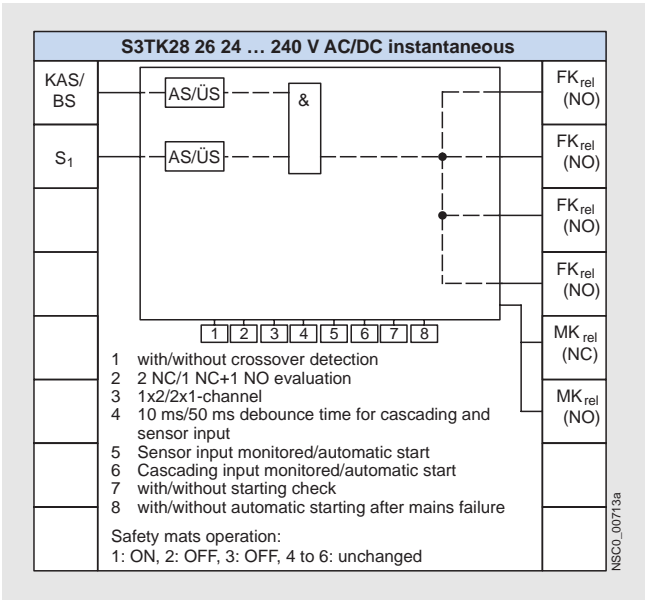 S3TK28 26 24 … 240 V AC/DC instantaneous
KAS/
BS
AS/ÜS
&
FKrel
(NO)
S1
AS/ÜS
FKrel
(NO)
FKrel
(NO)
FKrel
(NO)
1 2 3 4 5 6 7 8
MKrel
(NC)
MKrel
(NO)
1 with/without crossover detection
2 2 NC/1 NC+1 NO evaluation
3 1x2/2x1-channel
4 10 ms/50 ms debounce time for cascading and
sensor input
5 Sensor input monitored/automatic start
6 Cascading input monitored/automatic start
7 with/without starting check
8 with/without automatic starting after mains failure
Safety mats operation:
1: ON, 2: OFF, 3: OFF, 4 to 6: unchanged
NSC0_00713a